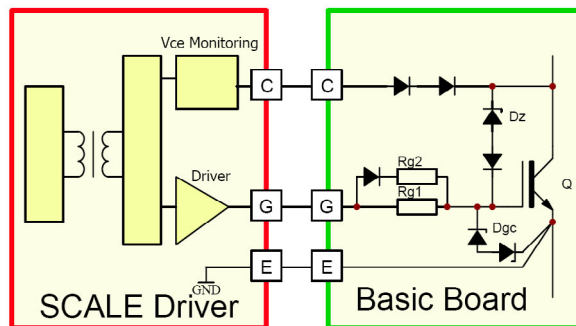 Vce Monitoring
C
C
Dz
Driver
Rg2
Q
G
G
Rg1
Dgc
E
E
GND
SCALE Driver
Basic Board